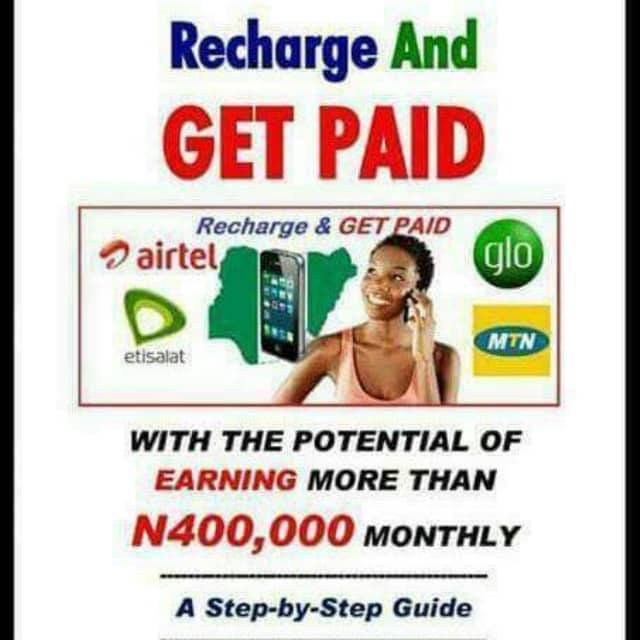 Recharge And
GET PAID
Recharge & GET PAID
airtel
glo
etisalat
MTN
WITH THE POTENTIAL OF
EARNING MORE THAN
N400,000 MONTHLY
A Step-by-Step Guide